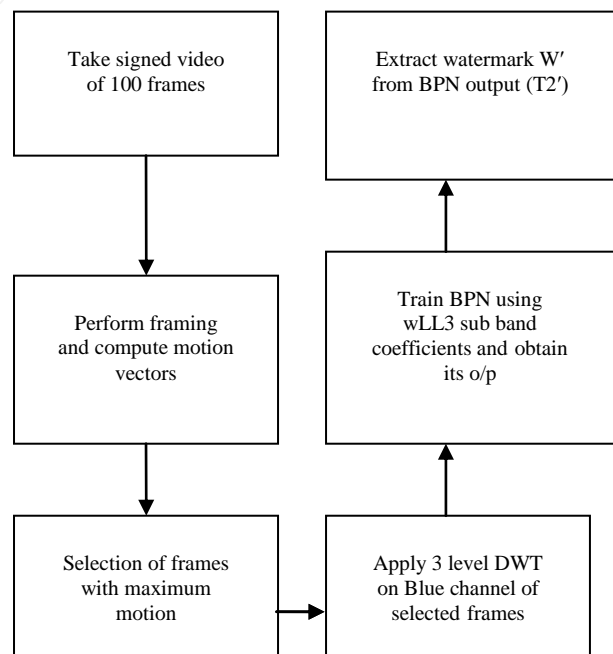 Take signed video
of 100 frames
Perform framing
and compute motion
vectors
Selection of frames
with maximum
motion
Apply 3 level DWT
on Blue channel of
selected frames
Train BPN using
wLL3 sub band
coefficients and obtain
its o/p
Extract watermark W′
from BPN output (T2′)